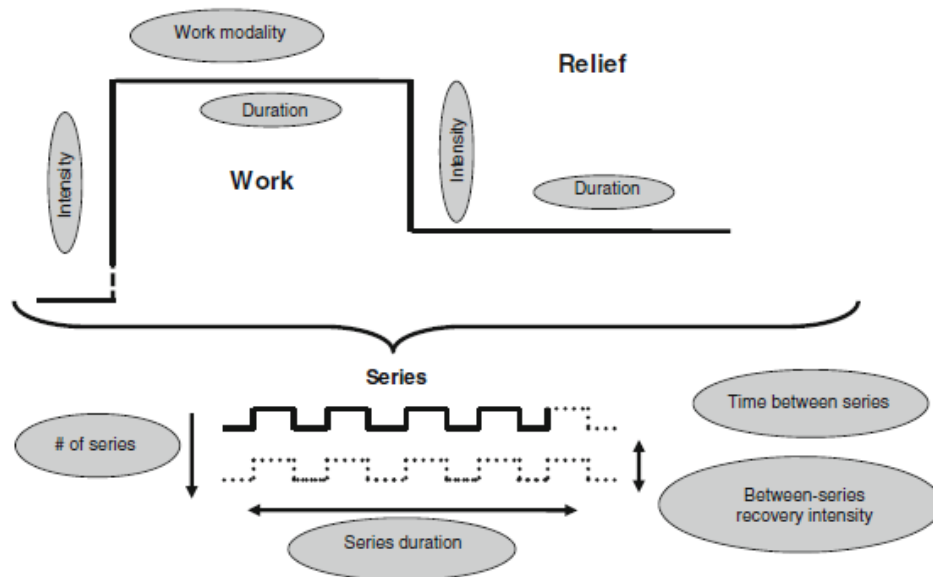 Work modality
Relief
Duration
Intensity
Intensity
Work
Duration
Series
Time between series
# of series
Between-series
recovery intensity
Series duration